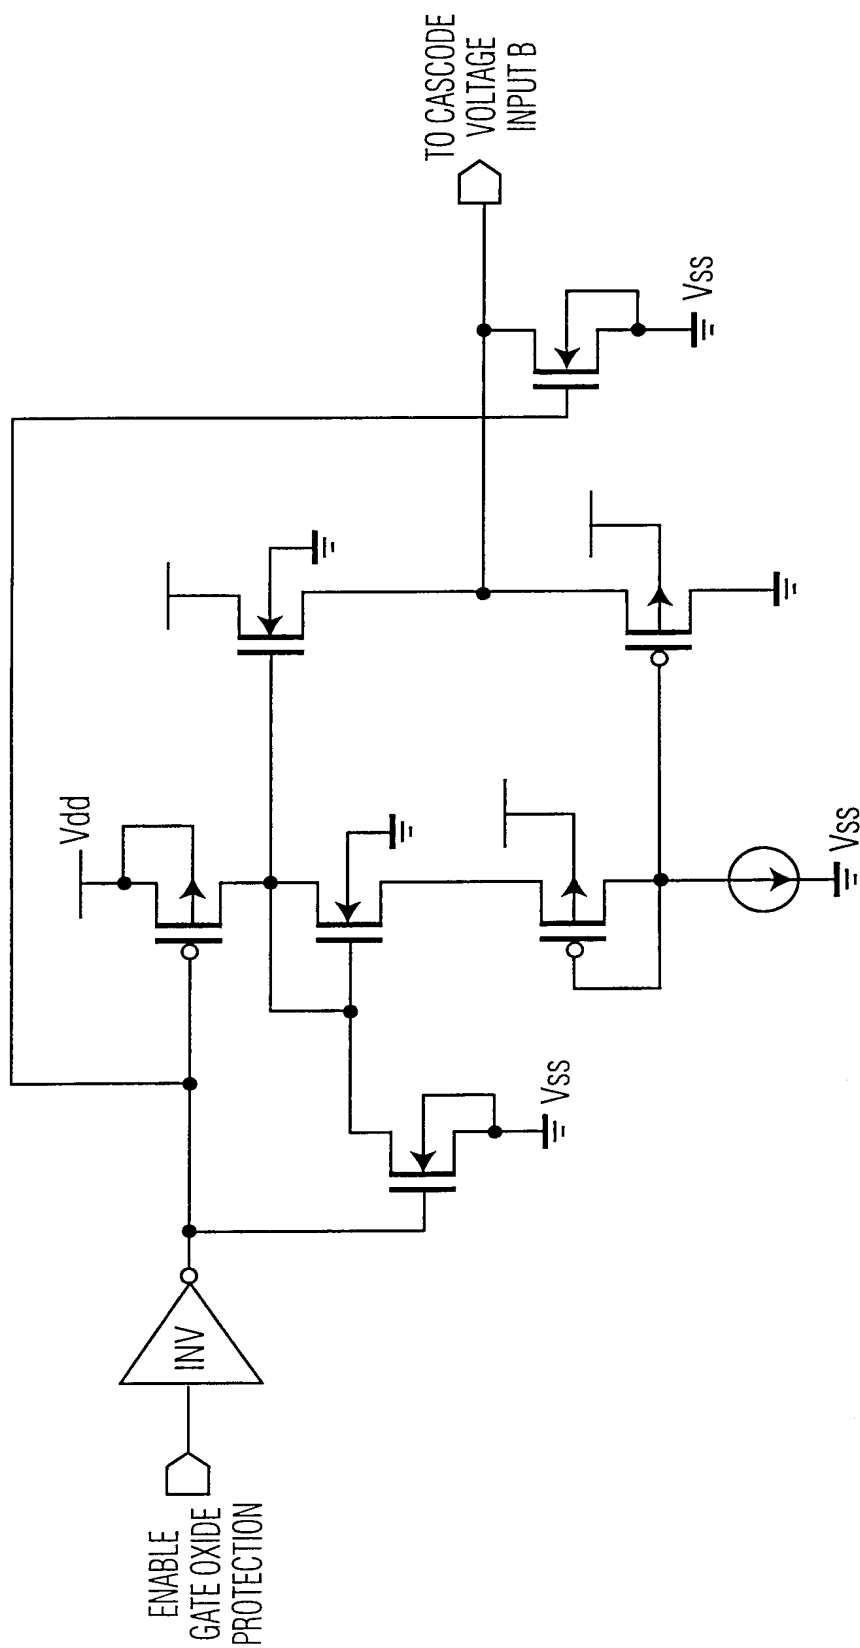 ENABLE
GATE OXIDE
PROTECTION
INV
Vdd
Vss
Vss
Vss
TO CASCODE
VOLTAGE
INPUT B